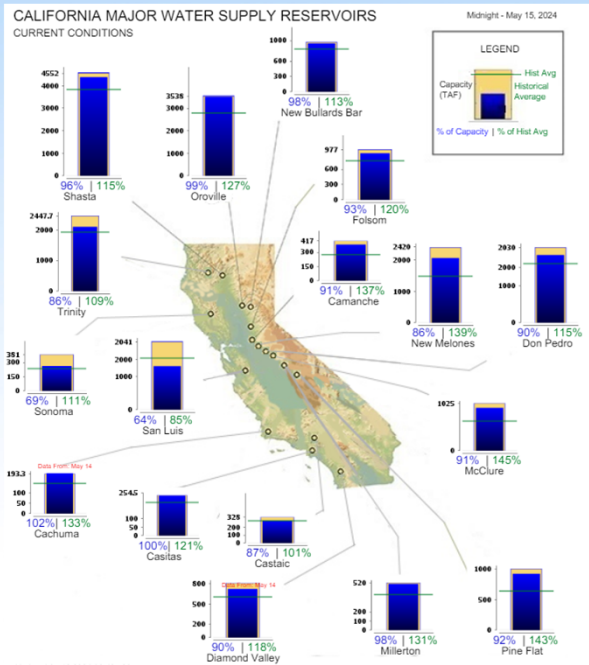 CALIFORNIA MAJOR WATER SUPPLY RESERVOIRS
Midnight - May 15, 2024
CURRENT CONDITIONS
LEGEND
Capacity
(TAF)
Hist Avg
Historical
Average
% of Capacity | % of Hist Avg
4552
4000
3000
2000
1000
0
96% | 115%
Shasta
3538
3000
2000
1000
0
99% | 127%
Oroville
1000
600
300
0
98% | 113%
New Bullards Bar
977
600
300
0
93% | 120%
Folsom
2447.7
2000
1000
0
86% | 109%
Trinity
417
300
200
100
0
91% | 137%
Camanche
2420
2000
1000
0
86% | 139%
New Melones
2030
1000
0
90% | 115%
Don Pedro
381
300
150
0
69% | 111%
Sonoma
2041
1000
0
64% | 85%
San Luis
1025
0
91% | 145%
McClure
Data From: May 14
193.3
100
50
0
102% | 133%
Cachuma
254.5
100
50
0
100% | 121%
Casitas
328
200
100
0
87% | 101%
Castaic
Data From: May 14
800
600
400
200
0
90% | 118%
Diamond Valley
520
400
200
0
98% | 131%
Millerton
1000
500
0
92% | 143%
Pine Flat